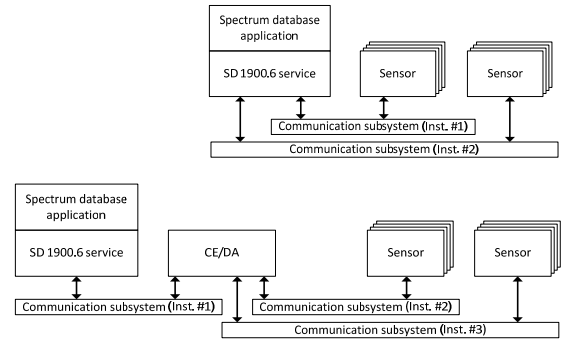 Spectrum database
application
SD 1900.6 service
Sensor
Sensor
Communication subsystem (Inst. #1)
Communication subsystem (Inst. #2)
Spectrum database
application
SD 1900.6 service
CE/DA
Sensor
Sensor
Communication subsystem (Inst. #1)
Communication subsystem (Inst. #2)
Communication subsystem (Inst. #3)